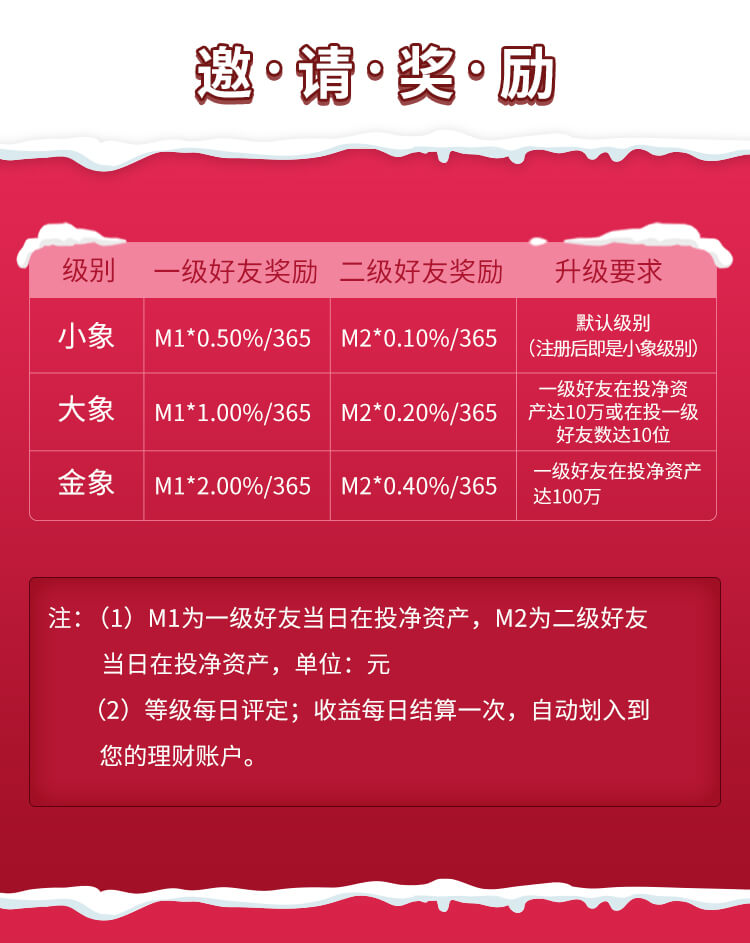 邀·请·奖·励
级别 一级好友奖励 二级好友奖励 升级要求
小象 M1*0.50%/365 M2*0.10%/365 默认级别
（注册后即是小象级别）
大象 M1*1.00%/365 M2*0.20%/365 一级好友在投净资
产达10万或在投一级
好友数达10位
金象 M1*2.00%/365 M2*0.40%/365 一级好友在投净资产
达100万
注：（1）M1为一级好友当日在投净资产，M2为二级好友
当日在投净资产，单位：元
（2）等级每日评定；收益每日结算一次，自动划入到
您的理财账户。